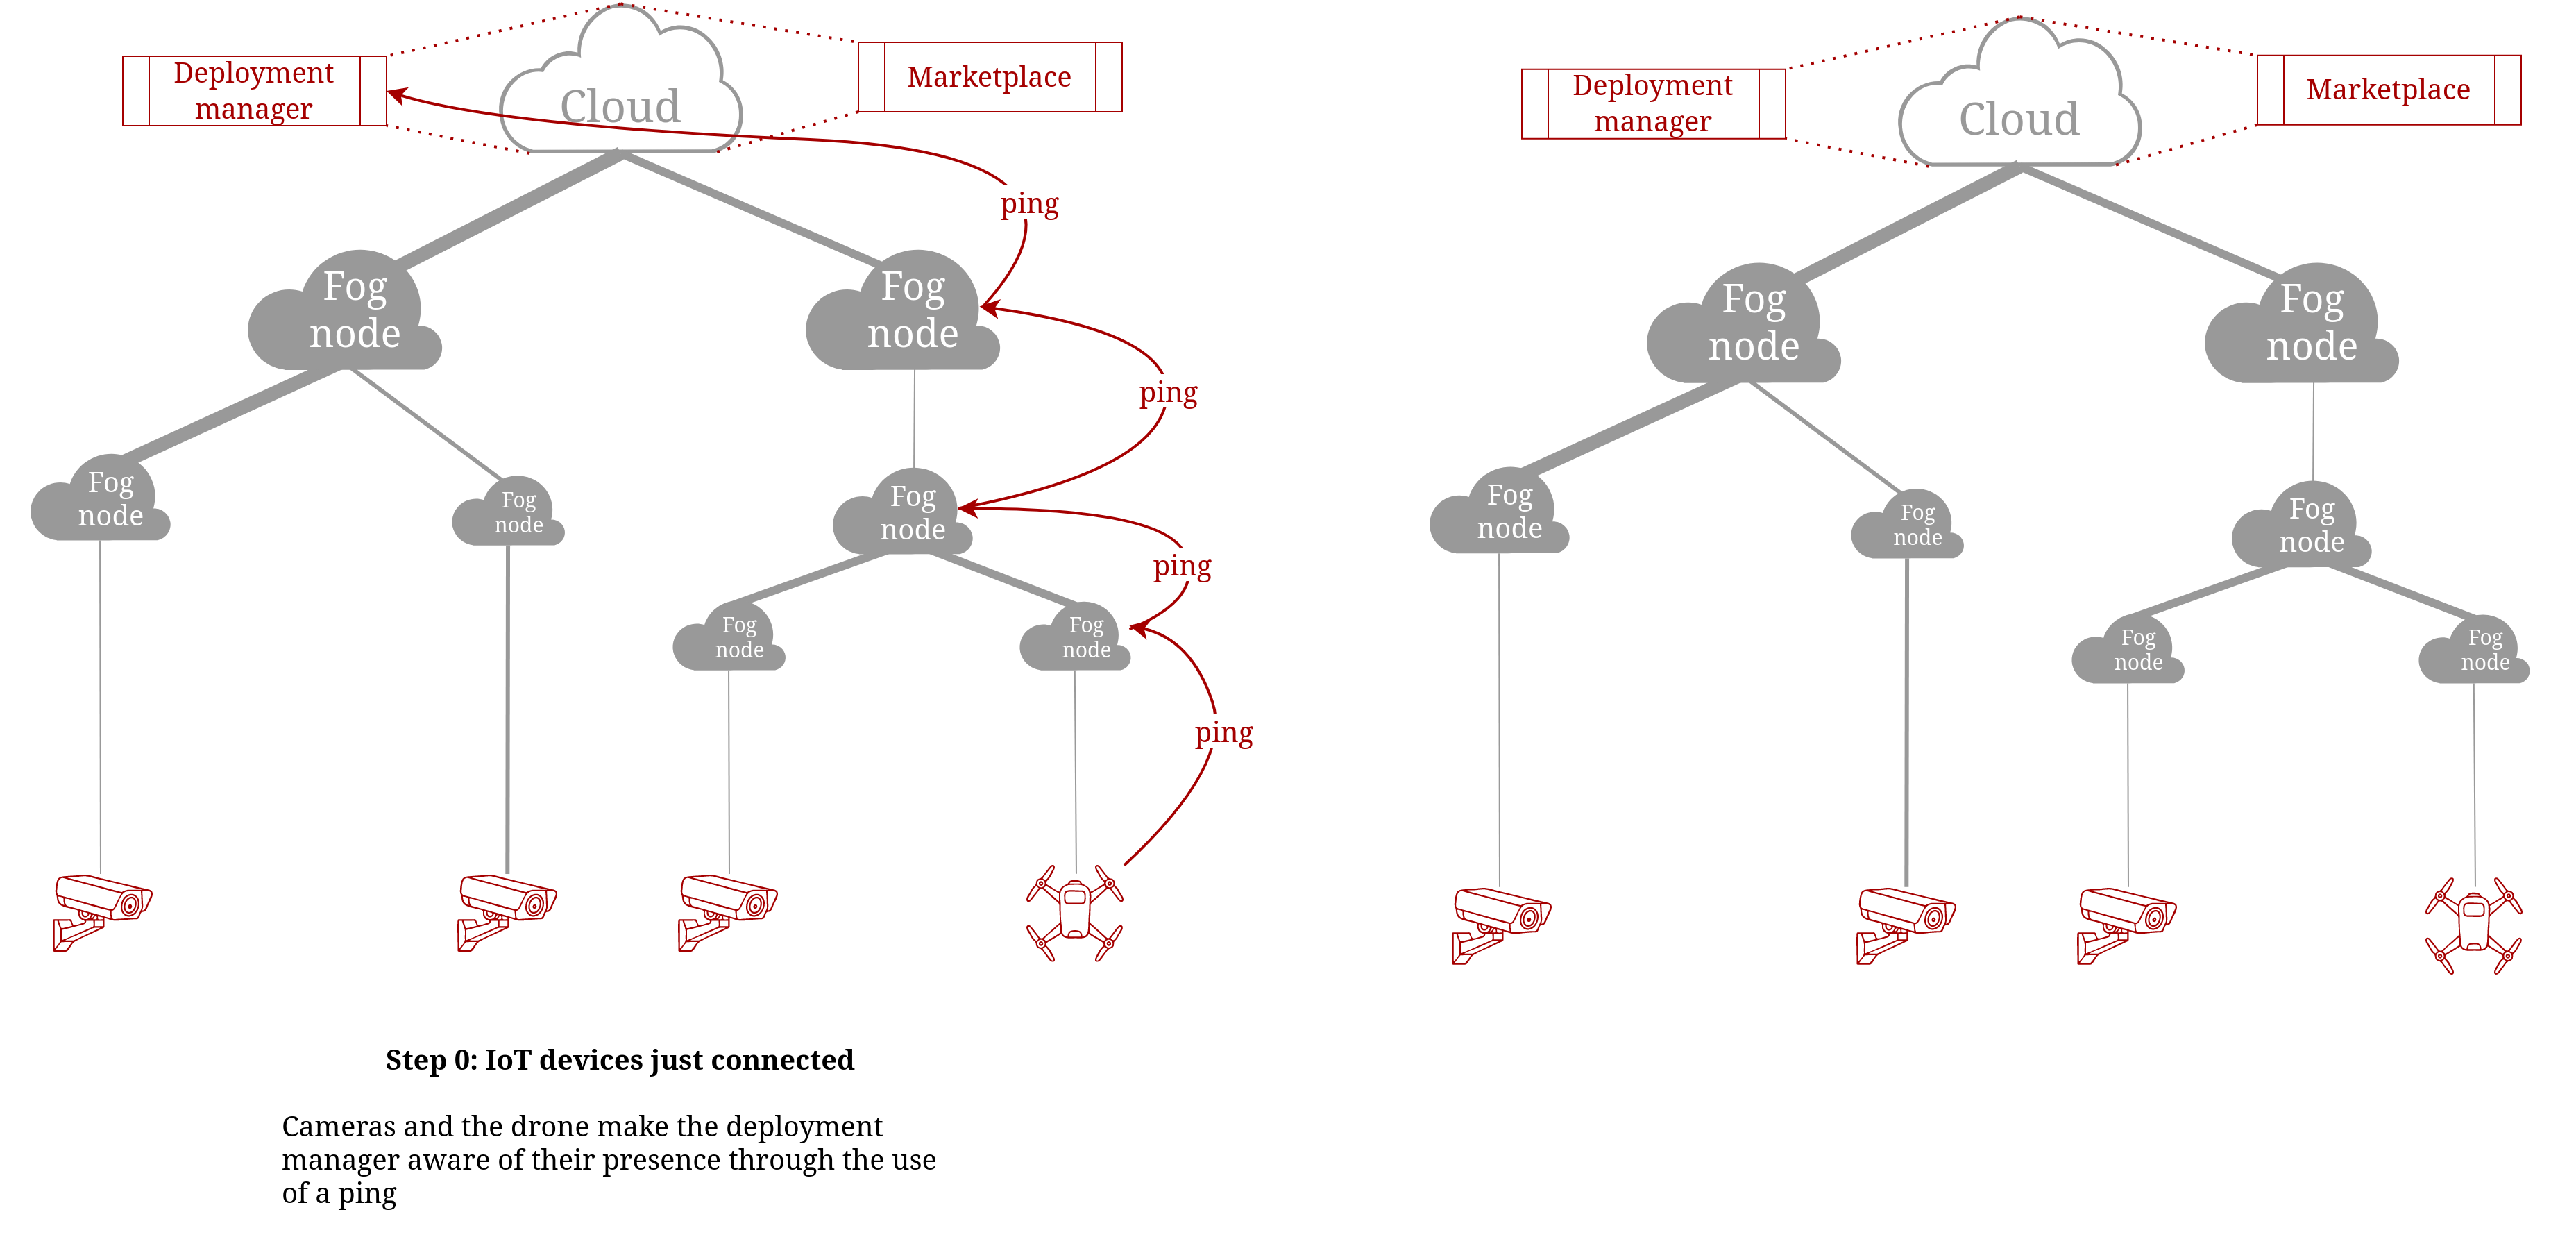 Deployment
manager
Cloud
Marketplace
ping
Fog
node
Fog
node
ping
Fog
node
Fog
node
Fog
node
ping
Fog
node
Fog
node
ping
Step 0: IoT devices just connected
Cameras and the drone make the deployment
manager aware of their presence through the use
of a ping
Deployment
manager
Cloud
Marketplace
Fog
node
Fog
node
Fog
node
Fog
node
Fog
node
Fog
node
Fog
node